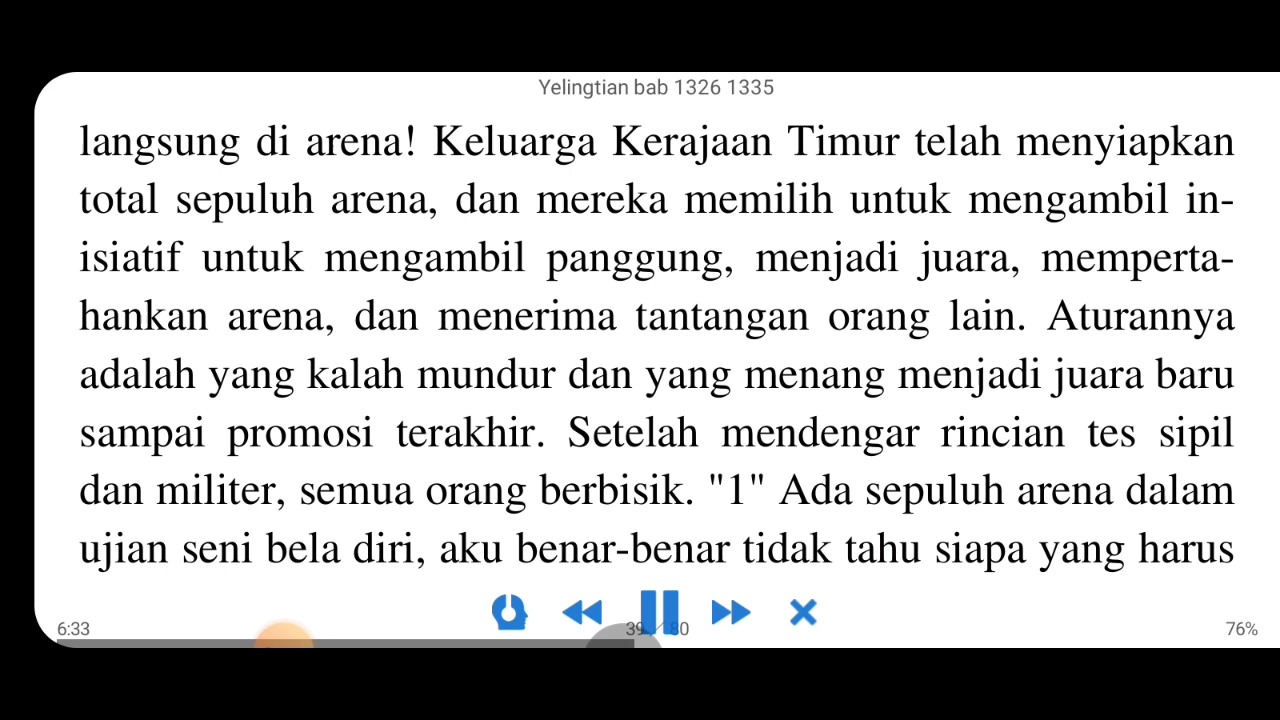 Yelingtian bab 1326 1335
langsung di arena! Keluarga Kerajaan Timur telah menyiapkan
total sepuluh arena, dan mereka memilih untuk mengambil in-
isiatif untuk mengambil panggung, menjadi juara, memperta-
hankan arena, dan menerima tantangan orang lain. Aturannya
adalah yang kalah mundur dan yang menang menjadi juara baru
sampai promosi terakhir. Setelah mendengar rincian tes sipil
dan militer, semua orang berbisik. "1" Ada sepuluh arena dalam
ujian seni bela diri, aku benar-benar tidak tahu siapa yang harus
6:33 39 / 80 76%